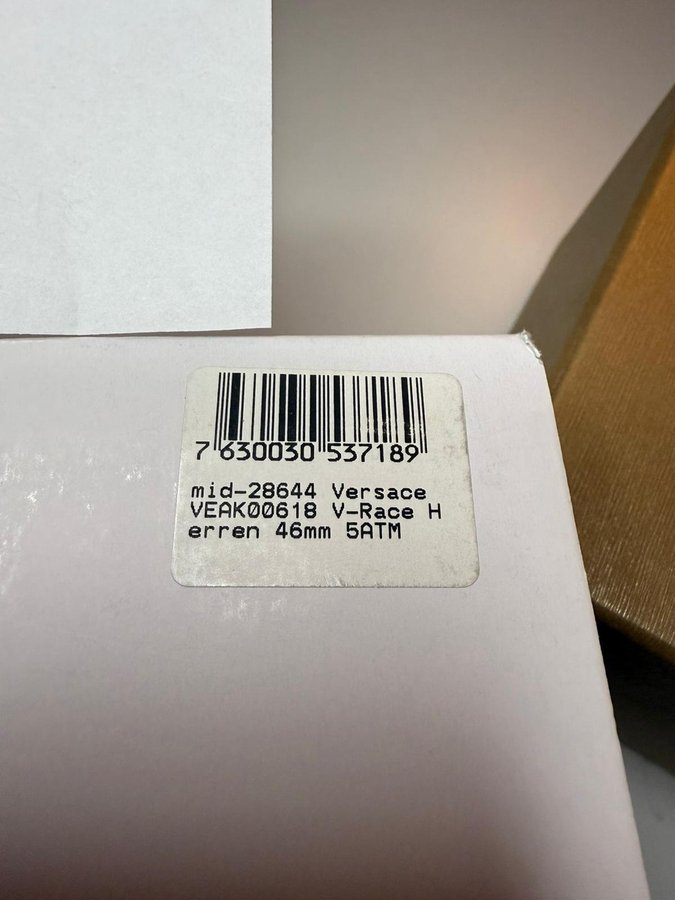 7 630030 537189
mid-28644 Versace
VEAK00618 V-Race H
erren 46mm 5ATM